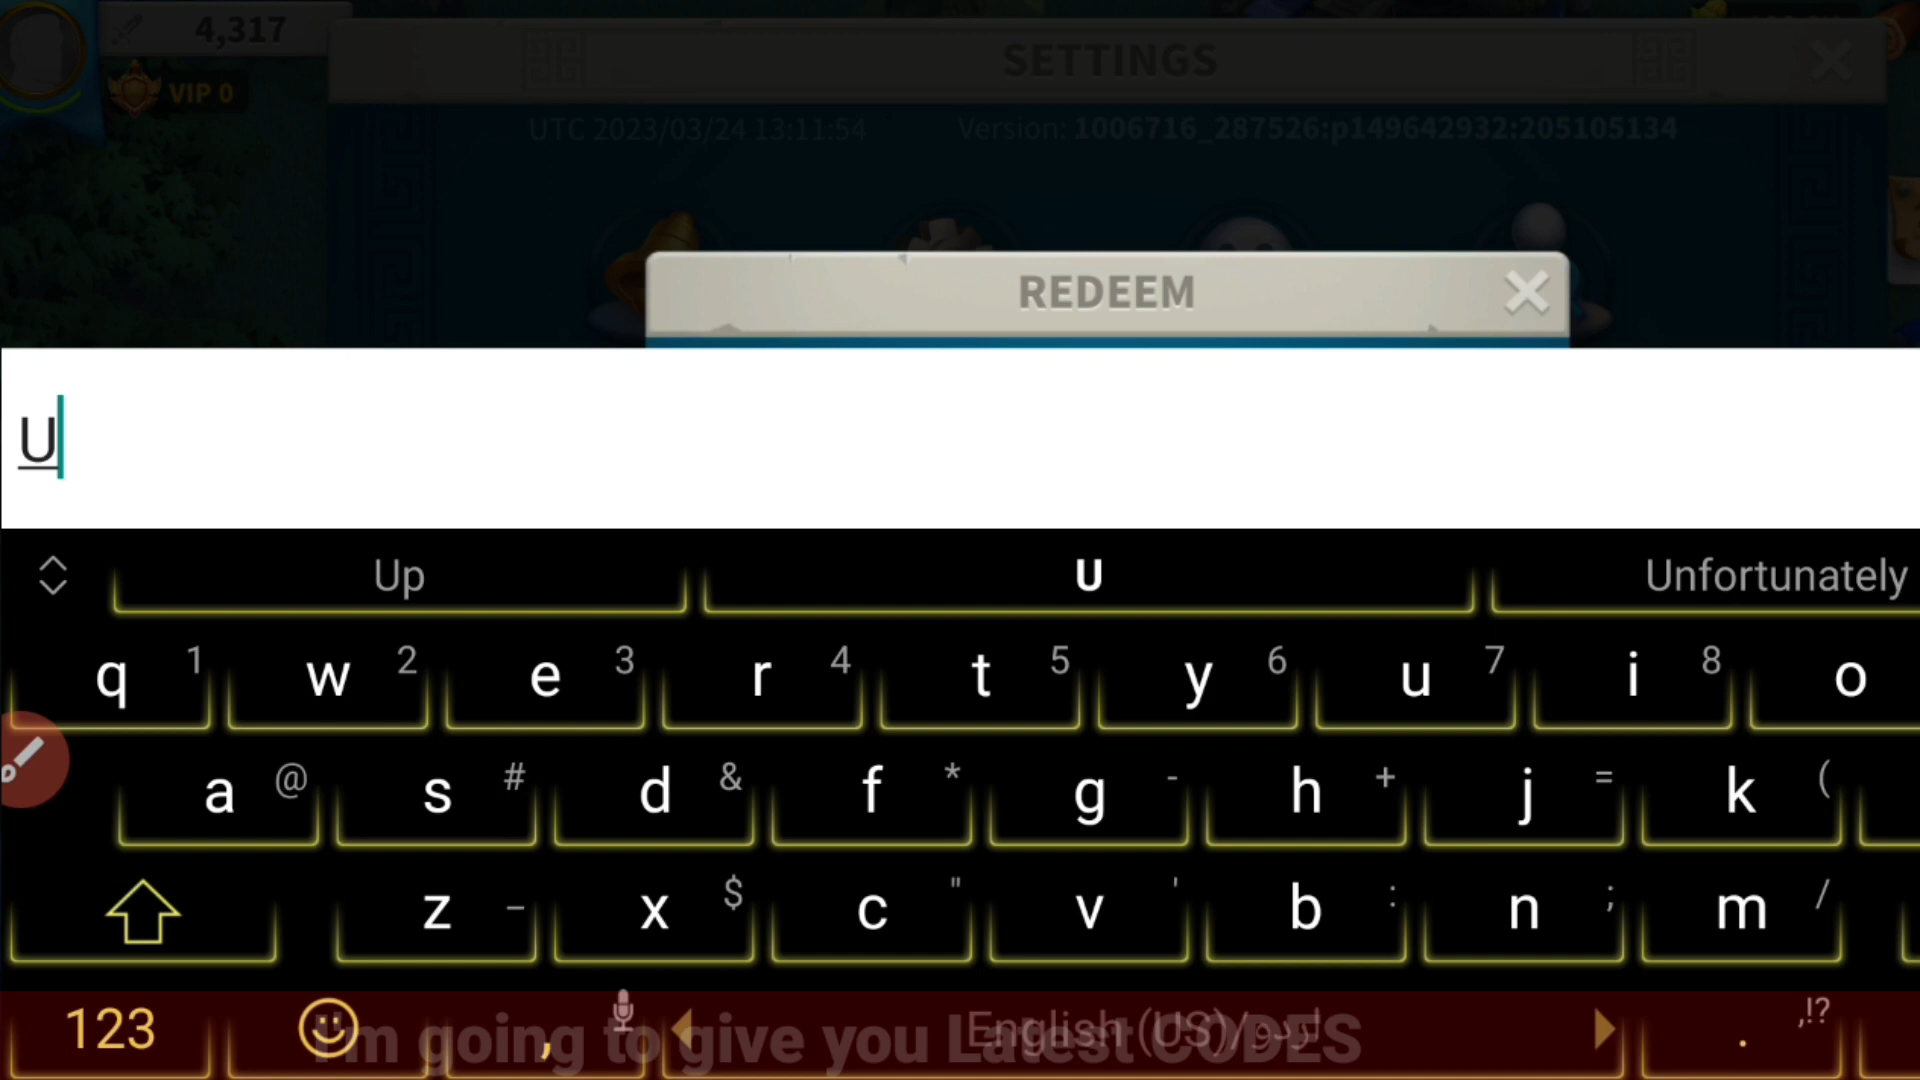 4,317
SETTINGS
VIP 0
UTC 2023/03/24 13:11:54 Version: 1006716_287526:p149642932:205105134
REDEEM
U
Up U Unfortunately
q 1 w 2 e 3 r 4 t 5 y 6 u 7 i 8 o
a @ s # d & f * g - h + j = k (
z _ x $ c " v ' b : n ; m /
123 , English (US)/اردو . ,!?
I'm going to give you Latest CODES